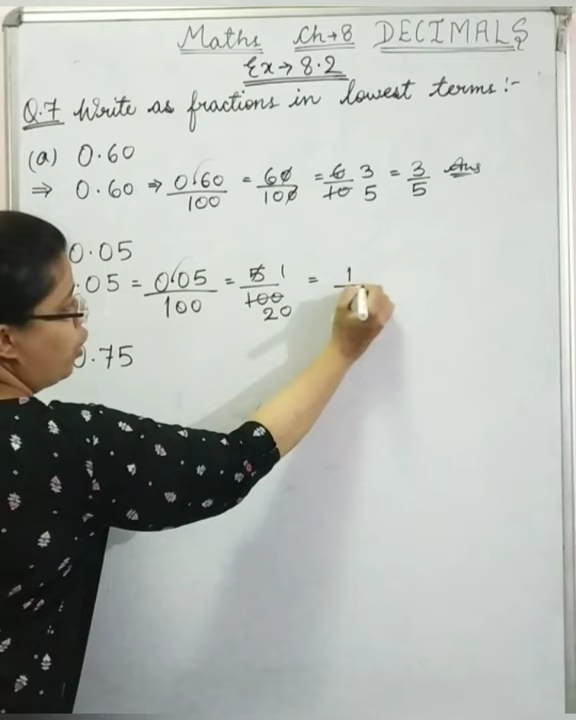 Maths Ch→8 DECIMALS
Ex→8.2
Q.7 Write as fractions in lowest terms:-
(a) 0.60
⇒ 0.60 ⇒ 0.60/100 = 60/100 = 6/10 3/5 = 3/5 Ans
0.05
.05 = 0.05/100 = 5/100 1/20 = 1/
0.75